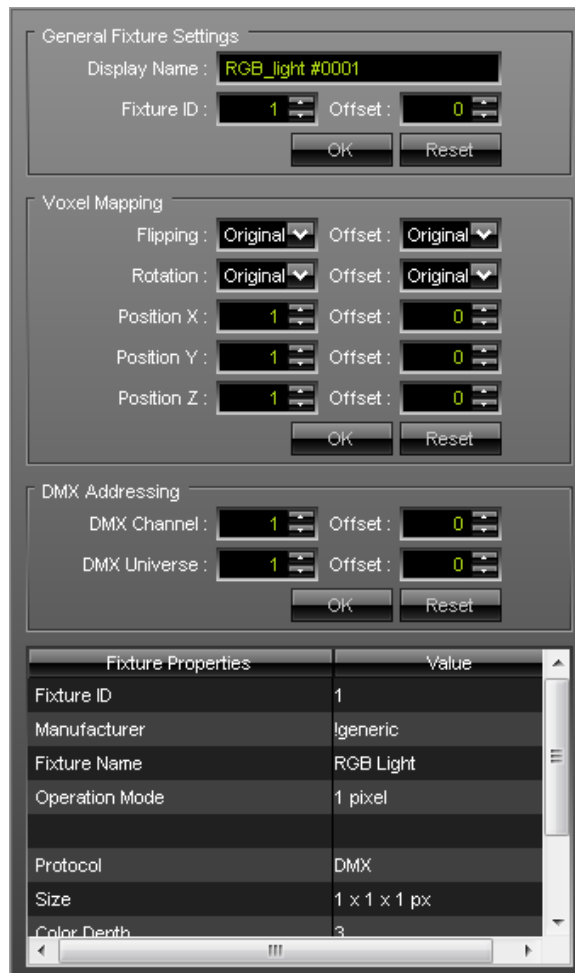 General Fixture Settings
Display Name : RGB_light #0001
Fixture ID : 1 Offset : 0
OK Reset
Voxel Mapping
Flipping : Original Offset : Original
Rotation : Original Offset : Original
Position X : 1 Offset : 0
Position Y : 1 Offset : 0
Position Z : 1 Offset : 0
OK Reset
DMX Addressing
DMX Channel : 1 Offset : 0
DMX Universe : 1 Offset : 0
OK Reset
Fixture Properties Value
Fixture ID 1
Manufacturer !generic
Fixture Name RGB Light
Operation Mode 1 pixel
Protocol DMX
Size 1 x 1 x 1 px
Color Depth 3